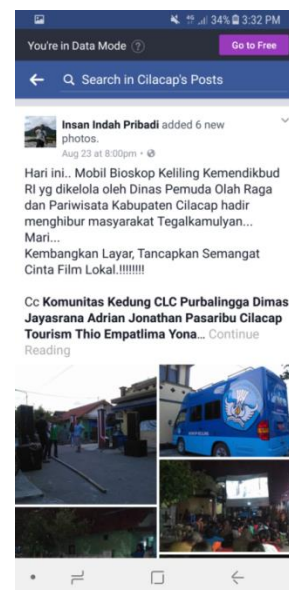 34% 3:32 PM
You're in Data Mode ?
Go to Free
Search in Cilacap's Posts
Insan Indah Pribadi added 6 new
photos.
Aug 23 at 8:00pm •
Hari ini.. Mobil Bioskop Keliling Kemendikbud
RI yg dikelola oleh Dinas Pemuda Olah Raga
dan Pariwisata Kabupaten Cilacap hadir
menghibur masyarakat Tegalkamulyan...
Mari...
Kembangkan Layar, Tancapkan Semangat
Cinta Film Lokal.!!!!!!!!
Cc Komunitas Kedung CLC Purbalingga Dimas
Jayasrana Adrian Jonathan Pasaribu Cilacap
Tourism Thio Empatlima Yona... Continue
Reading